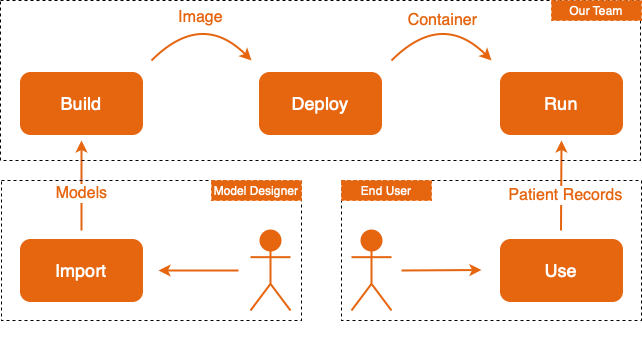 Image
Container
Our Team
Build
Deploy
Run
Models
Model Designer
End User
Patient Records
Import
Use